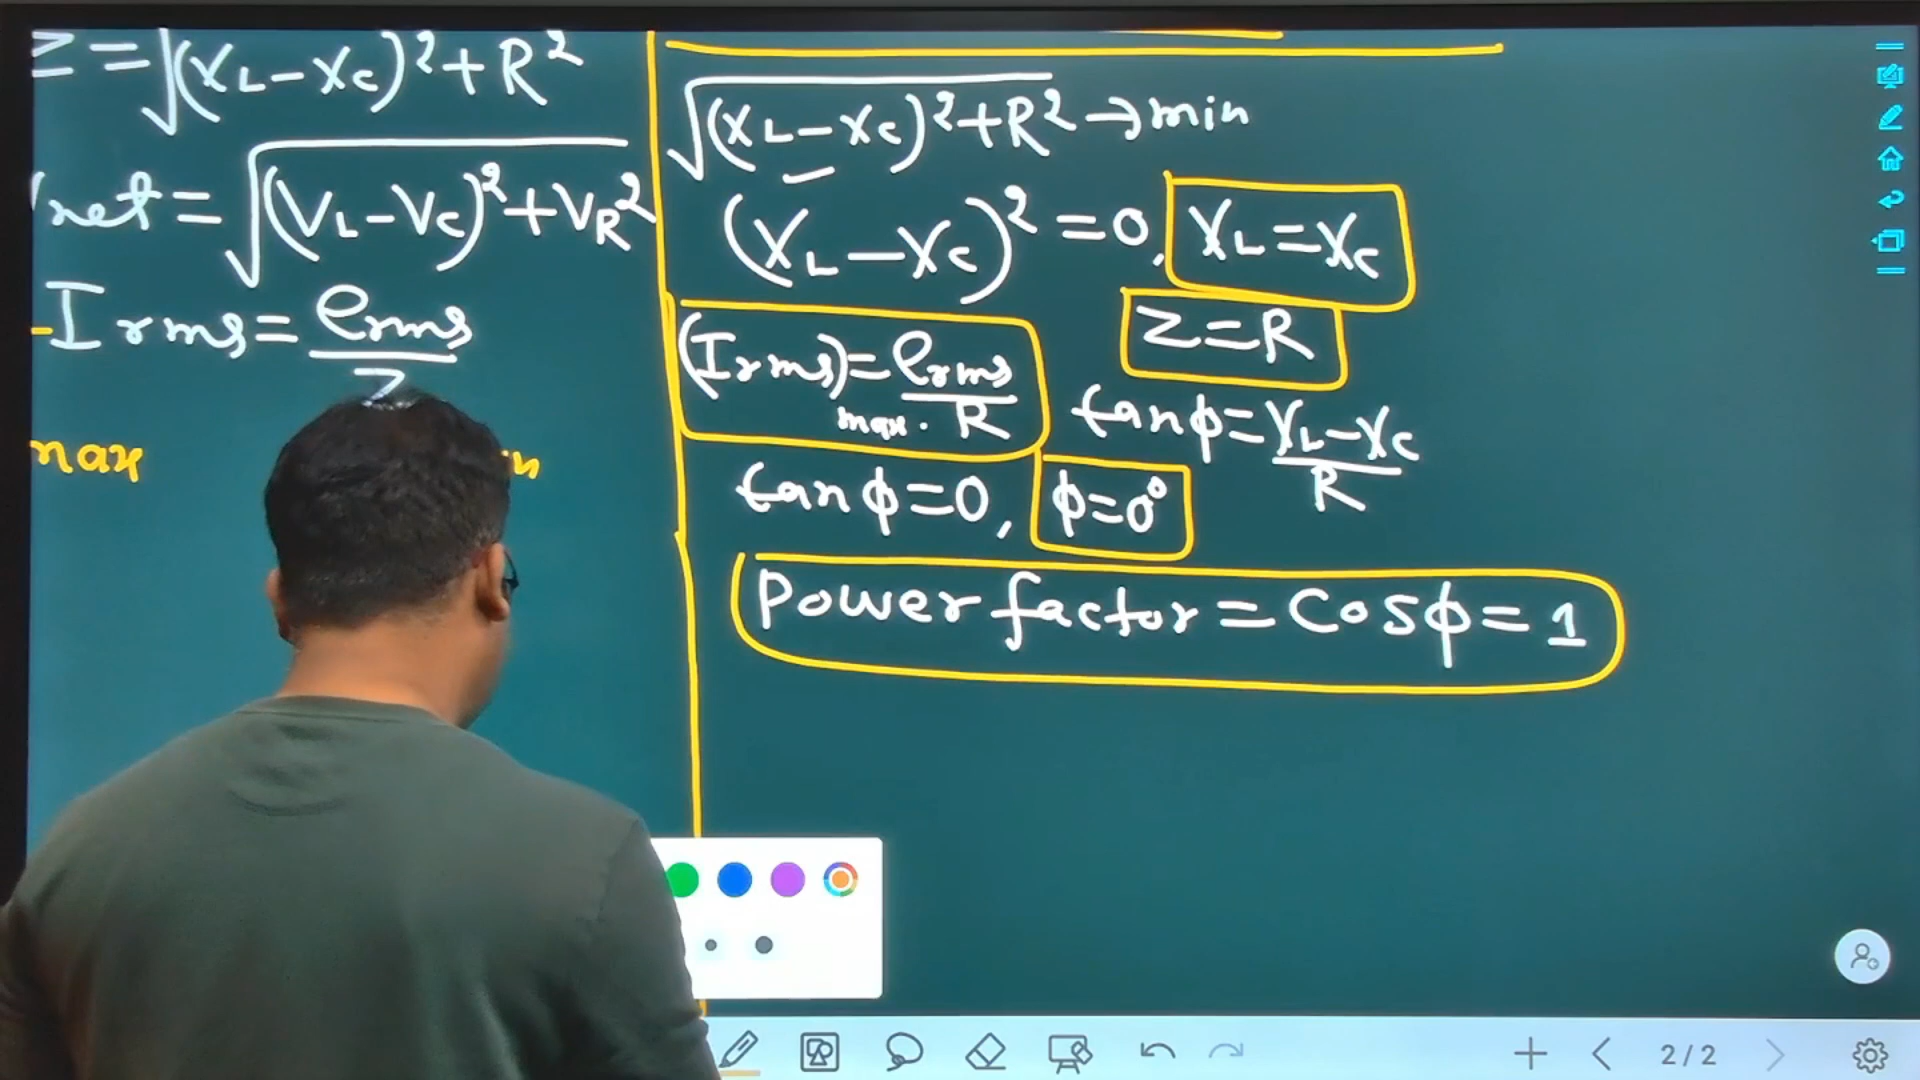 Z = √(XL-XC)²+R²
Vnet = √(VL-VC)²+VR²
Irms = erms/Z
max
√(XL-XC)²+R² → min
(XL-XC)² = 0, XL = XC
Z = R
(Irms)max. = erms/R
tanϕ = XL-XC/R
tanϕ = 0, ϕ = 0°
Power factor = Cosϕ = 1
2/2